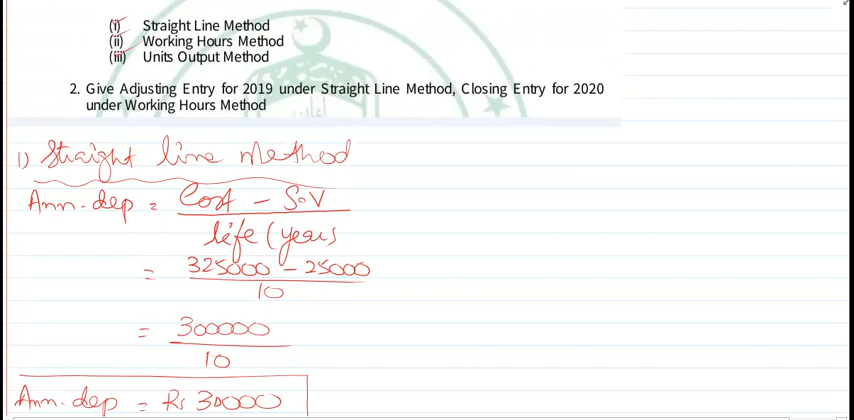 (i) Straight Line Method
(ii) Working Hours Method
(iii) Units Output Method
2. Give Adjusting Entry for 2019 under Straight Line Method, Closing Entry for 2020
under Working Hours Method
1) Straight line Method
Ann. dep = Cost - S.V
life (years
= 325000 - 25000
10
= 300000
10
Ann. dep = Rs 30000